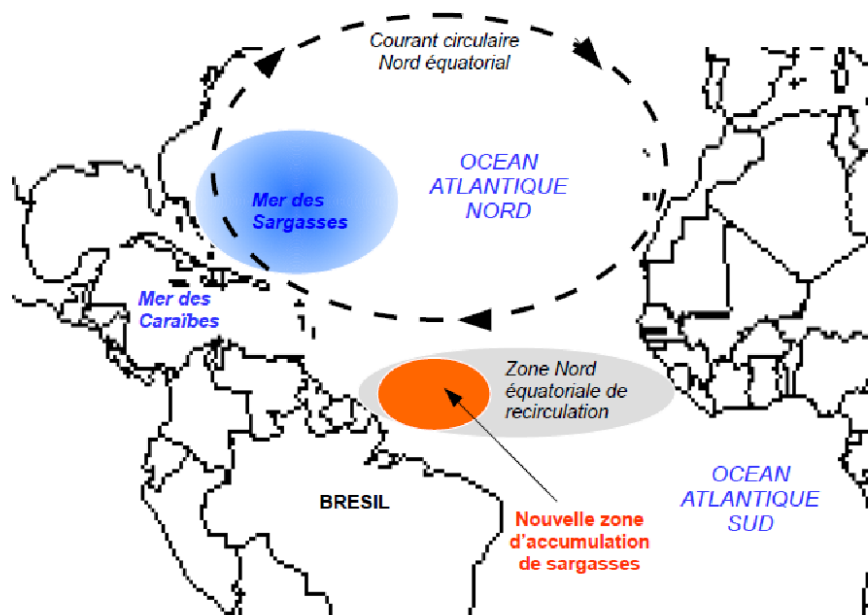 Courant circulaire
Nord équatorial
OCEAN
ATLANTIQUE
NORD
Mer des
Sargasses
Mer des
Caraïbes
Zone Nord
équatoriale de
recirculation
BRESIL
OCEAN
ATLANTIQUE
SUD
Nouvelle zone
d'accumulation
de sargasses